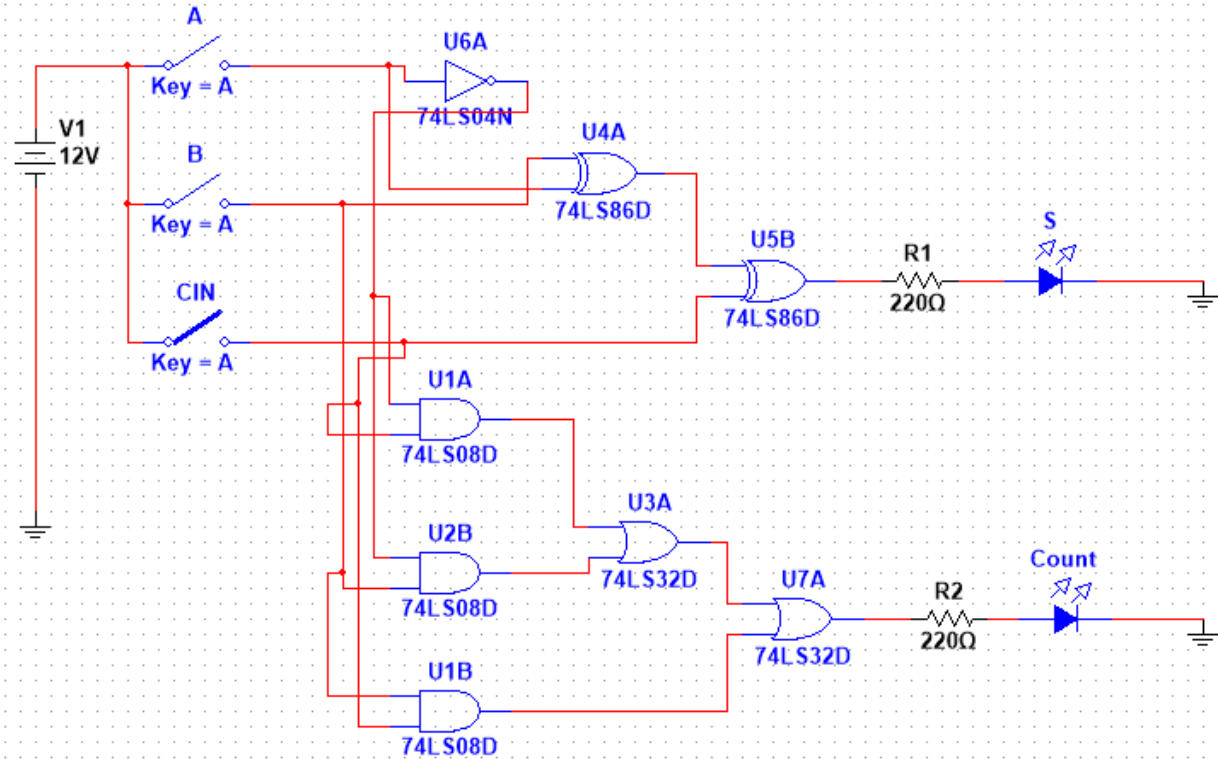 A
Key = A
U6A
74LS04N
V1
12V
B
Key = A
U4A
74LS86D
CIN
Key = A
U5B
74LS86D
R1
220Ω
S
U1A
74LS08D
U2B
74LS08D
U3A
74LS32D
U1B
74LS08D
U7A
74LS32D
R2
220Ω
Count